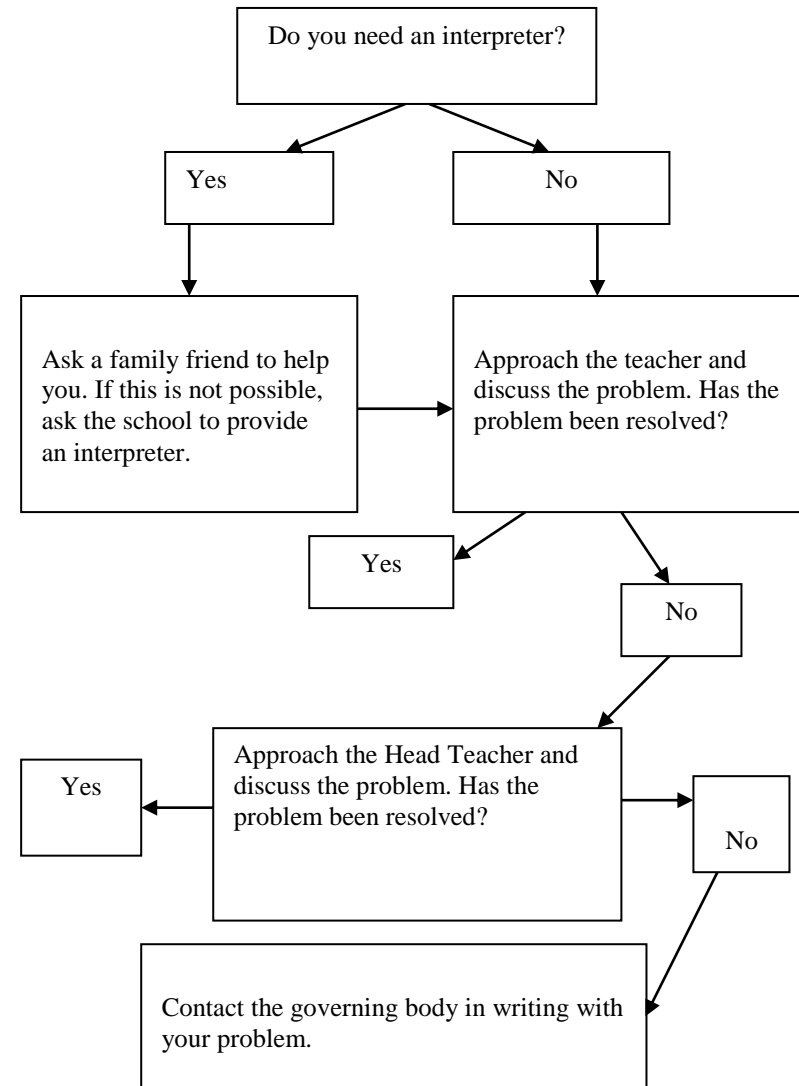 Do you need an interpreter?
Yes
No
Ask a family friend to help
you. If this is not possible,
ask the school to provide
an interpreter.
Approach the teacher and
discuss the problem. Has the
problem been resolved?
Yes
No
Approach the Head Teacher and
discuss the problem. Has the
problem been resolved?
Yes
No
Contact the governing body in writing with
your problem.